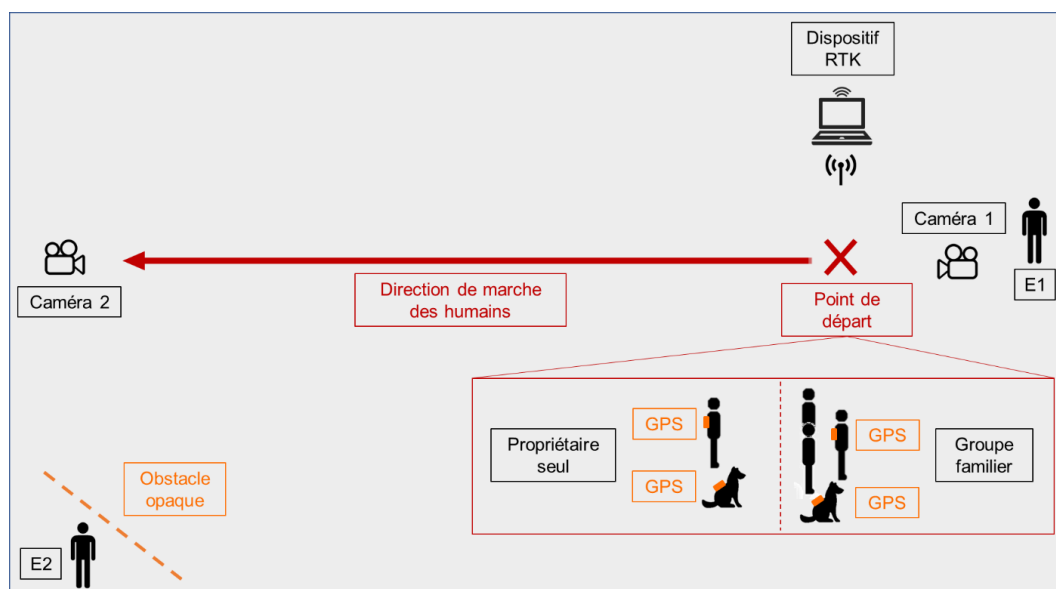 Dispositif
RTK
Caméra 1
E1
Caméra 2
Direction de marche
des humains
Point de
départ
Propriétaire
seul
GPS
GPS
GPS
GPS
Groupe
familier
Obstacle
opaque
E2